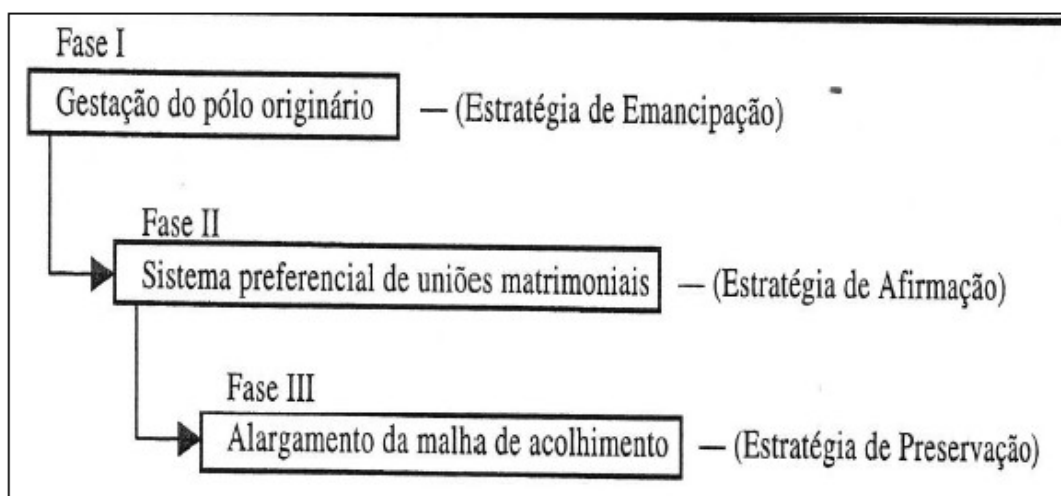 Fase I
Gestação do pólo originário — (Estratégia de Emancipação)
Fase II
Sistema preferencial de uniões matrimoniais — (Estratégia de Afirmação)
Fase III
Alargamento da malha de acolhimento — (Estratégia de Preservação)